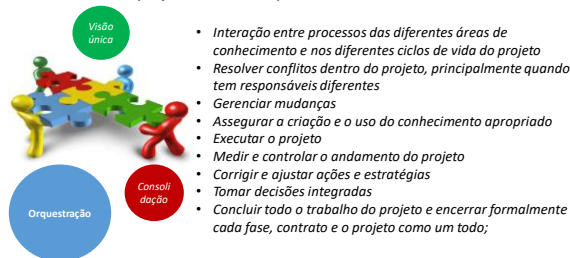 Visão
única
• Interação entre processos das diferentes áreas de
conhecimento e nos diferentes ciclos de vida do projeto
• Resolver conflitos dentro do projeto, principalmente quando
tem responsáveis diferentes
• Gerenciar mudanças
• Assegurar a criação e o uso do conhecimento apropriado
• Executar o projeto
• Medir e controlar o andamento do projeto
• Corrigir e ajustar ações e estratégias
• Tomar decisões integradas
• Concluir todo o trabalho do projeto e encerrar formalmente
cada fase, contrato e o projeto como um todo;
Consoli
dação
Orquestração